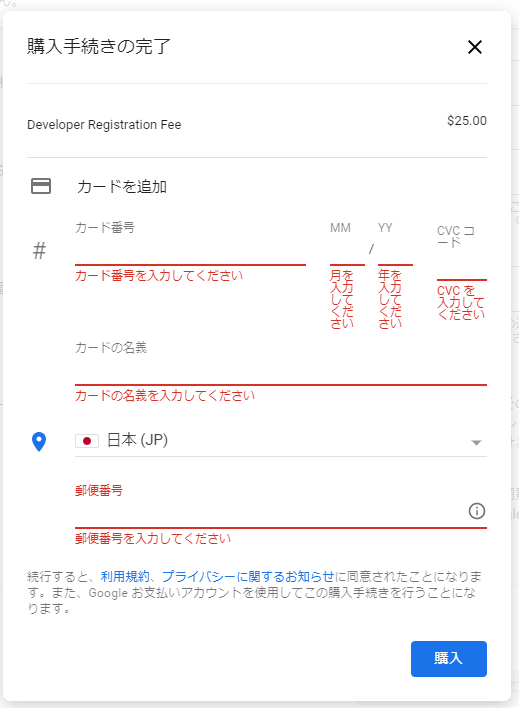 購入手続きの完了
Developer Registration Fee
$25.00
カードを追加
#
カード番号
MM
/
YY
CVC コ
ード
カード番号を入力してください
月を
入力
してく
ださい
年を
入力
してく
ださい
CVC を
入力して
ください
カードの名義
カードの名義を入力してください
日本 (JP)
郵便番号
郵便番号を入力してください
続行すると、利用規約、プライバシーに関するお知らせに同意されたことになりま
す。また、Google お支払いアカウントを使用してこの購入手続きを行うことにな
ります。
購入